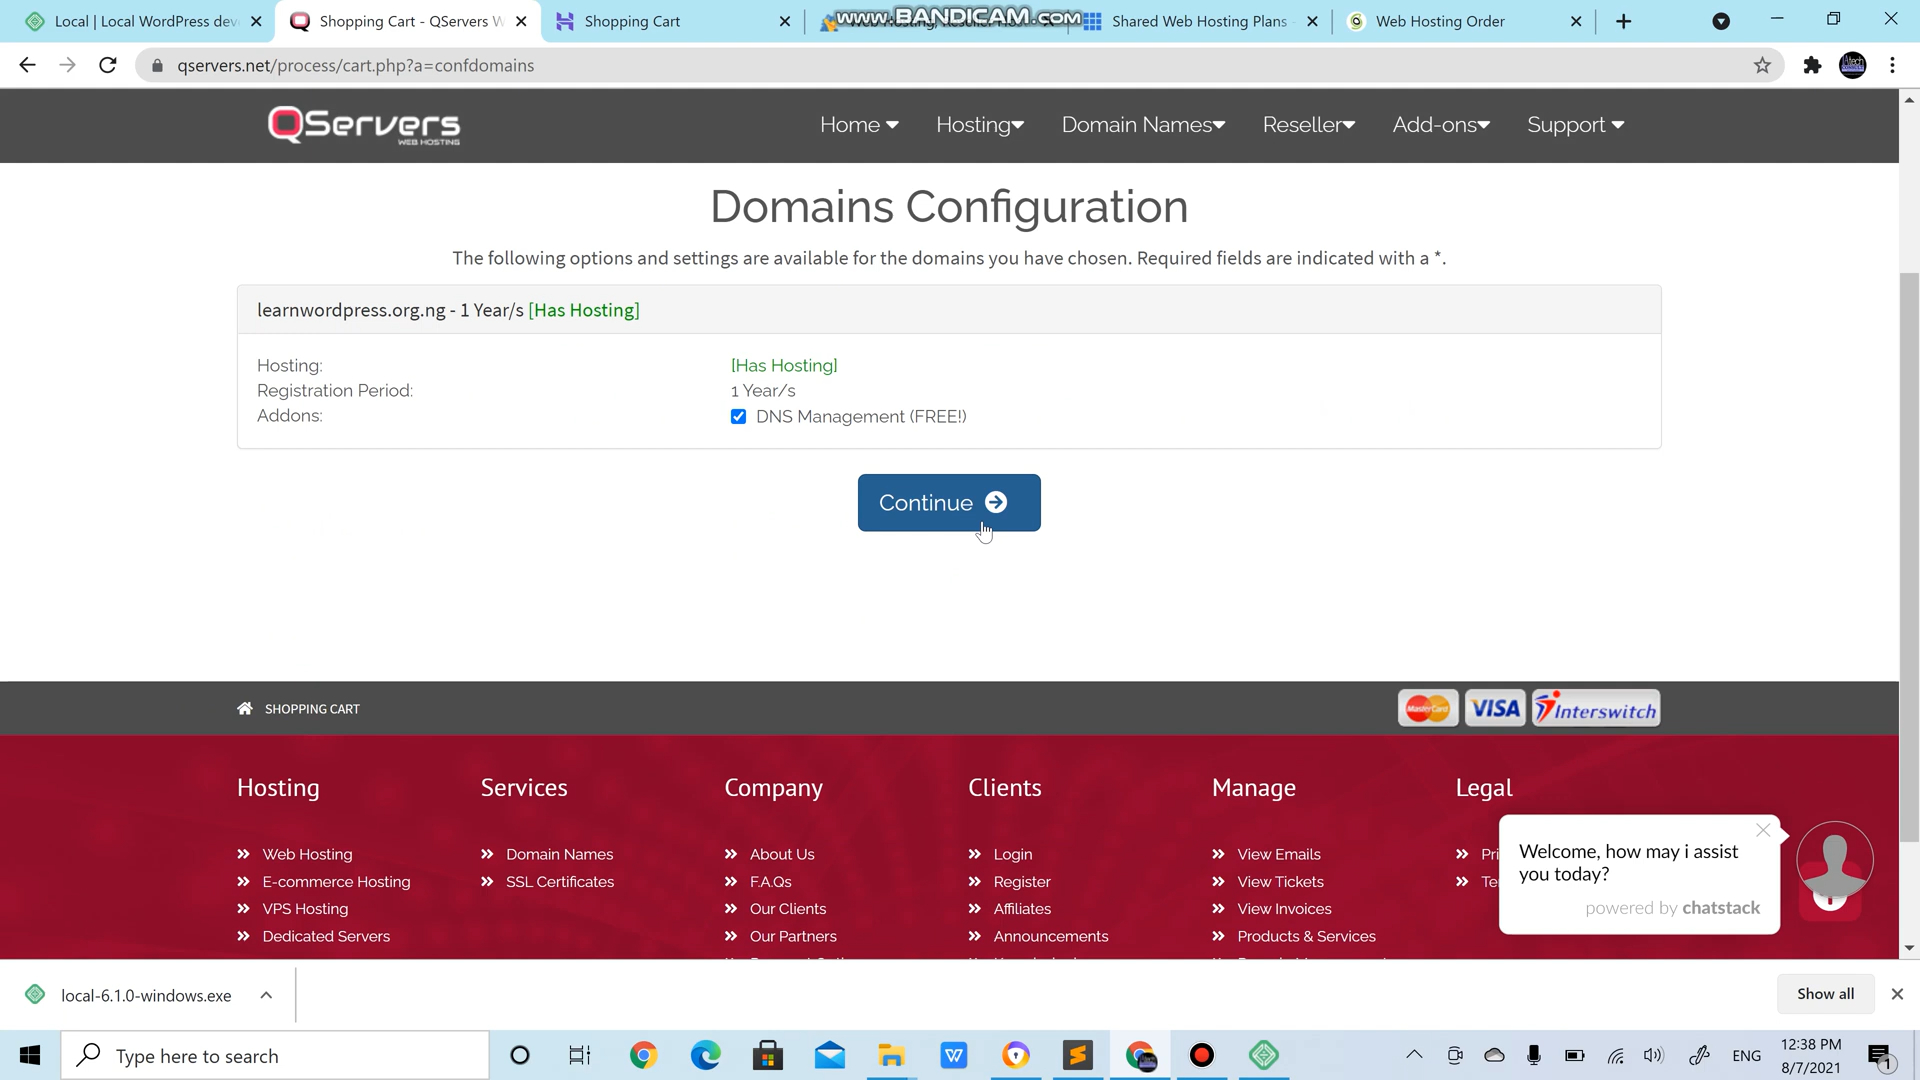 Local | Local WordPress dev
Shopping Cart - QServers W
Shopping Cart
www.BANDICAM.com
Shared Web Hosting Plans
Web Hosting Order
qservers.net/process/cart.php?a=confdomains
QServers
WEB HOSTING
Home
Hosting
Domain Names
Reseller
Add-ons
Support
Domains Configuration
The following options and settings are available for the domains you have chosen. Required fields are indicated with a *.
learnwordpress.org.ng - 1 Year/s [Has Hosting]
Hosting: [Has Hosting]
Registration Period: 1 Year/s
Addons: DNS Management (FREE!)
Continue
SHOPPING CART
MasterCard VISA Interswitch
Hosting Services Company Clients Manage Legal
» Web Hosting » Domain Names » About Us » Login » View Emails » Pri
» E-commerce Hosting » SSL Certificates » F.A.Qs » Register » View Tickets » Te
» VPS Hosting » Our Clients » Affiliates » View Invoices
» Dedicated Servers » Our Partners » Announcements » Products & Services
Welcome, how may i assist
you today?
powered by chatstack
local-6.1.0-windows.exe
Show all
Type here to search
ENG
12:38 PM
8/7/2021
1